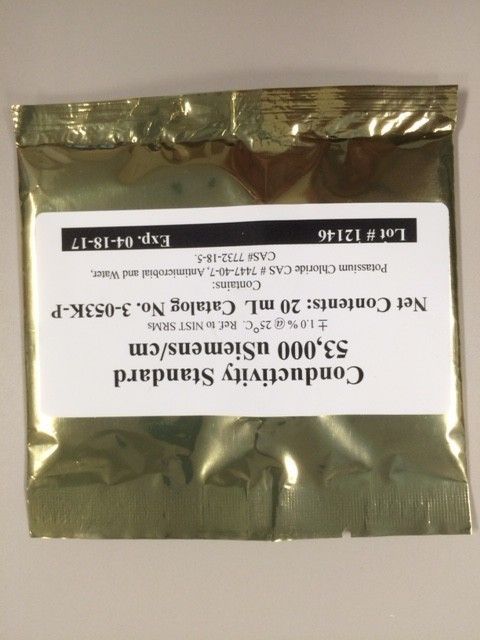 Conductivity Standard
53,000 uSiemens/cm
± 1.0 % @ 25°C. Ref. to NIST SRMs
Net Contents: 20 mL Catalog No. 3-053K-P
Contains:
Potassium Chloride CAS # 7447-40-7, Antimicrobial and Water,
CAS# 7732-18-5.
Lot # 12146 Exp. 04-18-17